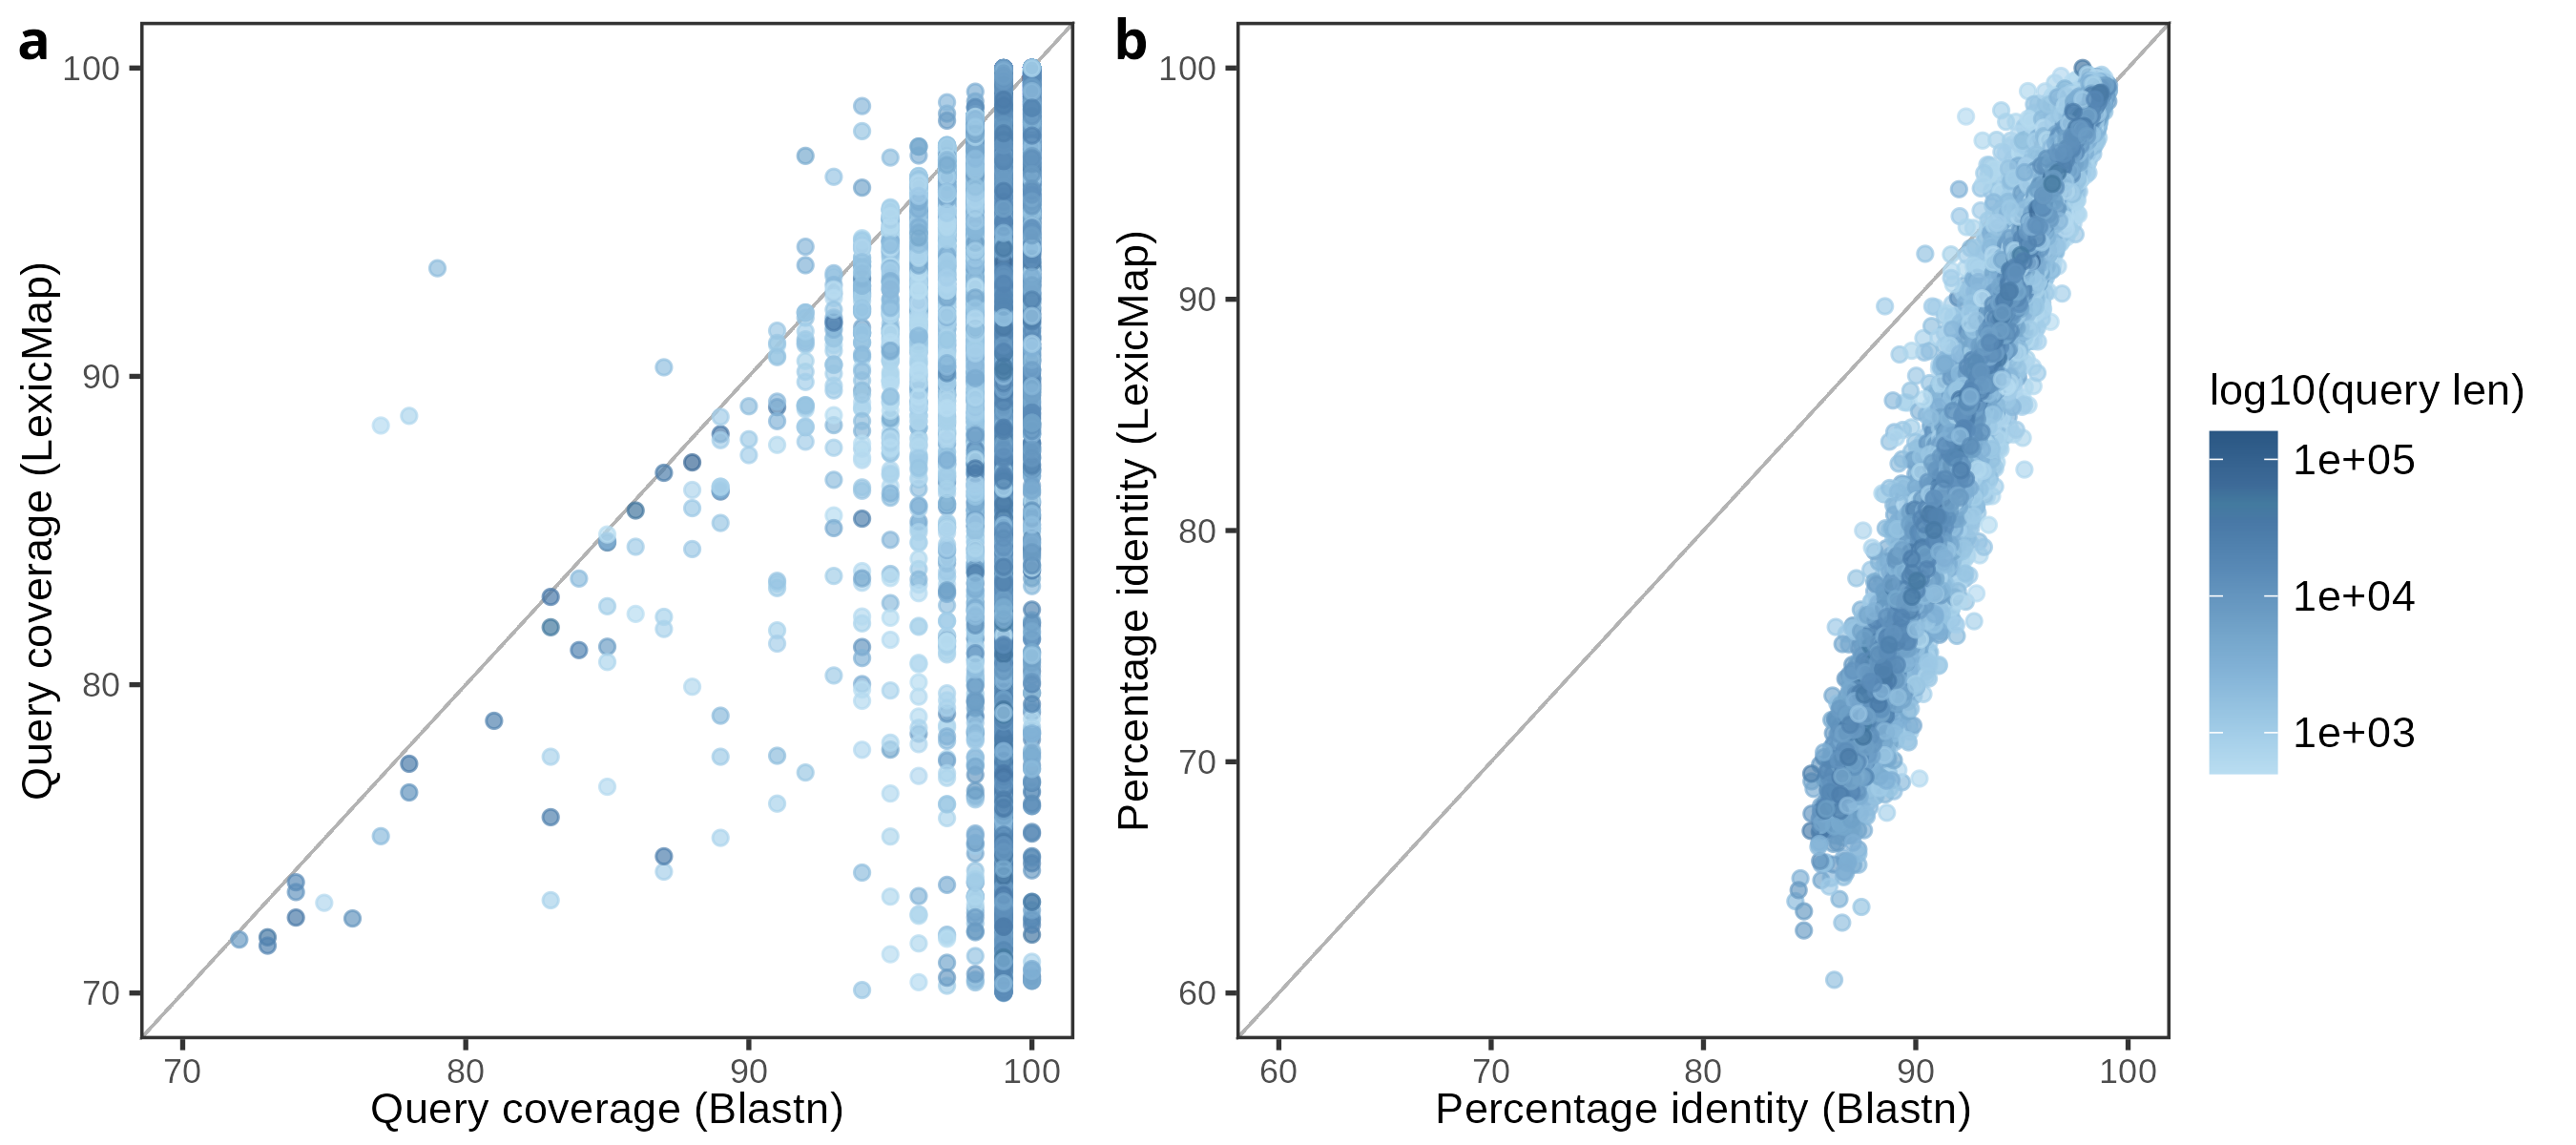 a
Query coverage (LexicMap)
100
90
80
70
70 80 90 100
Query coverage (Blastn)
b
Percentage identity (LexicMap)
100
90
80
70
60
60 70 80 90 100
Percentage identity (Blastn)
log10(query len)
1e+05
1e+04
1e+03